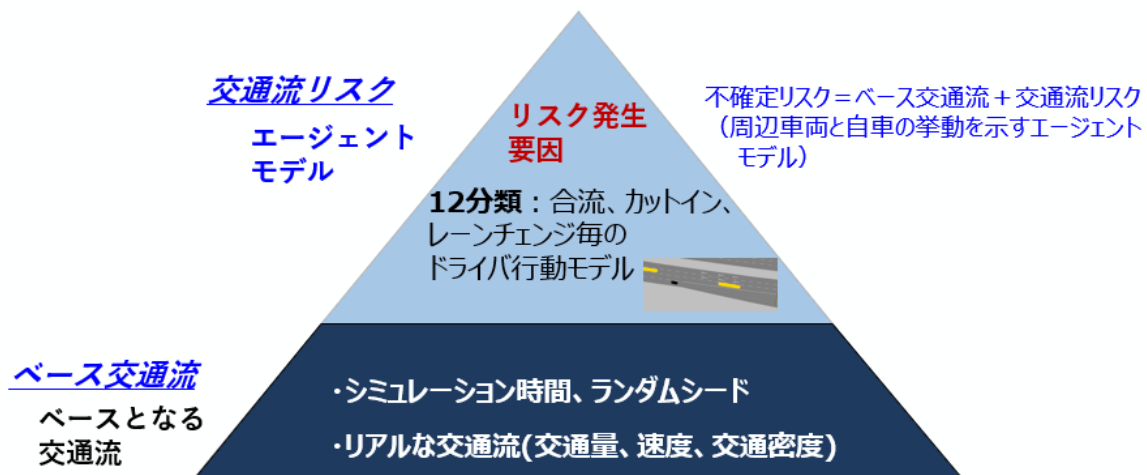 交通流リスク
エージェント
モデル
リスク発生
要因
12分類：合流、カットイン、
レーンチェンジ毎の
ドライバ行動モデル
不確定リスク＝ベース交通流＋交通流リスク
（周辺車両と自車の挙動を示すエージェント
モデル）
ベース交通流
ベースとなる
交通流
・シミュレーション時間、ランダムシード
・リアルな交通流(交通量、速度、交通密度)